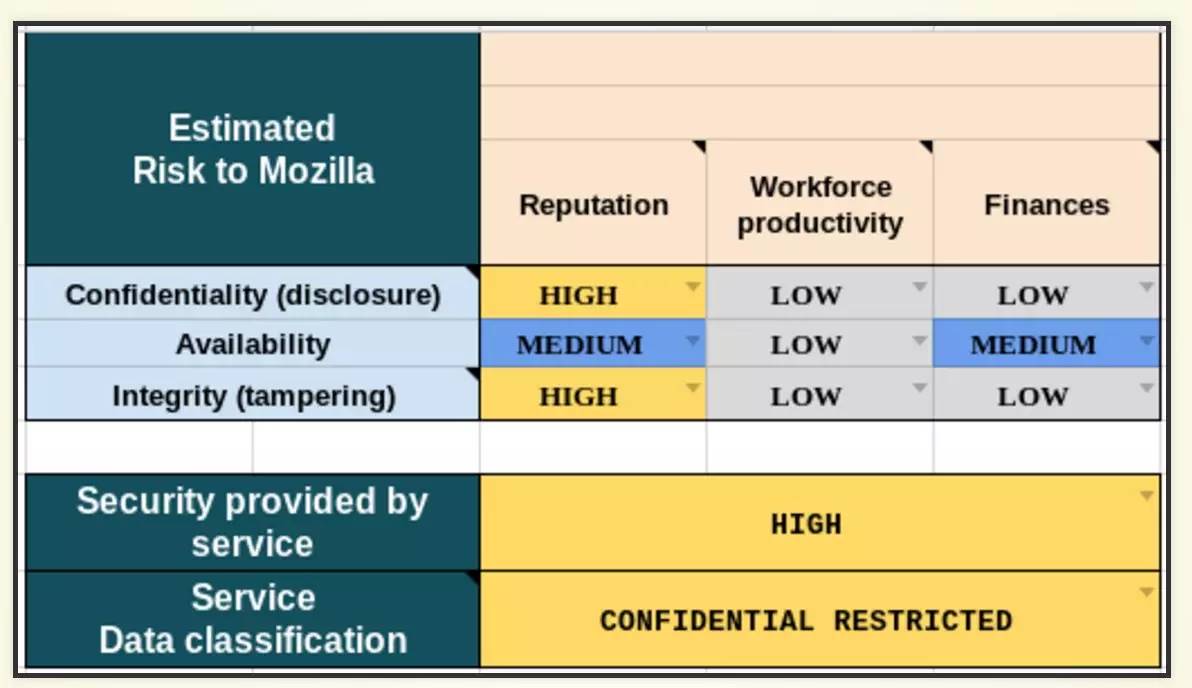 Estimated
Risk to Mozilla
Reputation
Workforce
productivity
Finances
Confidentiality (disclosure) HIGH LOW LOW
Availability MEDIUM LOW MEDIUM
Integrity (tampering) HIGH LOW LOW
Security provided by
service
HIGH
Service
Data classification
CONFIDENTIAL RESTRICTED